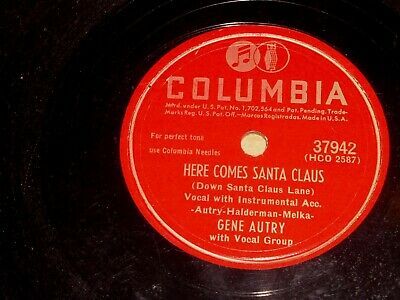 COLUMBIA
Mfrd. under U.S. Pat. No. 1,702,564 and Pat. Pending. Trade-
Marks Reg. U.S. Pat. Off.—Marcas Registradas. Made in U.S.A.
For perfect tone
use Columbia Needles
37942
(HCO 2587)
HERE COMES SANTA CLAUS
(Down Santa Claus Lane)
Vocal with Instrumental Acc.
-Autry-Halderman-Melka-
GENE AUTRY
with Vocal Group